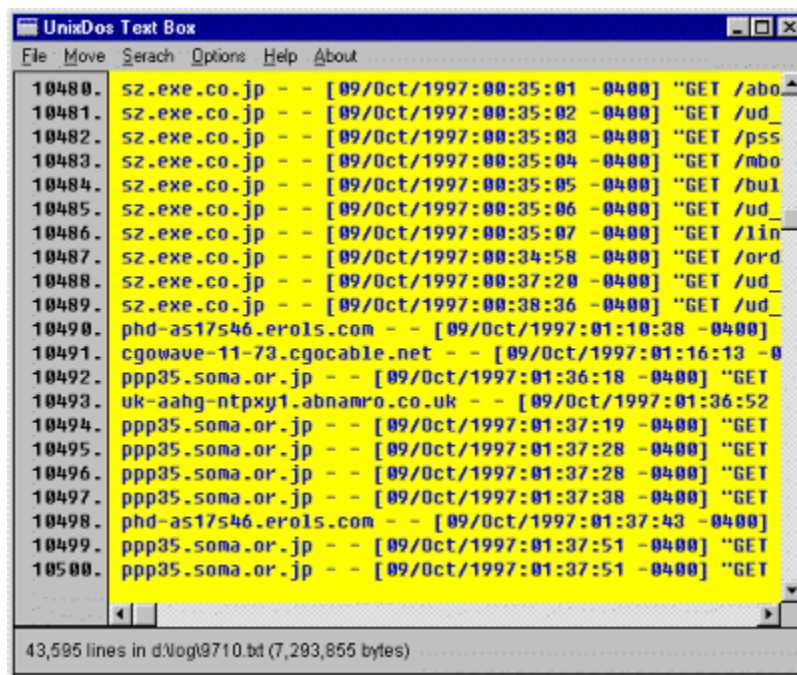 UnixDos Text Box
File Move Serach Options Help About
10480. sz.exe.co.jp - - [09/Oct/1997:00:35:01 -0400] "GET /abo
10481. sz.exe.co.jp - - [09/Oct/1997:00:35:02 -0400] "GET /ud_
10482. sz.exe.co.jp - - [09/Oct/1997:00:35:03 -0400] "GET /pss
10483. sz.exe.co.jp - - [09/Oct/1997:00:35:04 -0400] "GET /mbo
10484. sz.exe.co.jp - - [09/Oct/1997:00:35:05 -0400] "GET /bul
10485. sz.exe.co.jp - - [09/Oct/1997:00:35:06 -0400] "GET /ud_
10486. sz.exe.co.jp - - [09/Oct/1997:00:35:07 -0400] "GET /lin
10487. sz.exe.co.jp - - [09/Oct/1997:00:34:58 -0400] "GET /ord
10488. sz.exe.co.jp - - [09/Oct/1997:00:37:20 -0400] "GET /ud_
10489. sz.exe.co.jp - - [09/Oct/1997:00:38:36 -0400] "GET /ud_
10490. phd-as17s46.erols.com - - [09/Oct/1997:01:10:38 -0400]
10491. cgowave-11-73.cgocable.net - - [09/Oct/1997:01:16:13 -0
10492. ppp35.soma.or.jp - - [09/Oct/1997:01:36:18 -0400] "GET
10493. uk-aahg-ntpxy1.abnamro.co.uk - - [09/Oct/1997:01:36:52
10494. ppp35.soma.or.jp - - [09/Oct/1997:01:37:19 -0400] "GET
10495. ppp35.soma.or.jp - - [09/Oct/1997:01:37:28 -0400] "GET
10496. ppp35.soma.or.jp - - [09/Oct/1997:01:37:28 -0400] "GET
10497. ppp35.soma.or.jp - - [09/Oct/1997:01:37:38 -0400] "GET
10498. phd-as17s46.erols.com - - [09/Oct/1997:01:37:43 -0400]
10499. ppp35.soma.or.jp - - [09/Oct/1997:01:37:51 -0400] "GET
10500. ppp35.soma.or.jp - - [09/Oct/1997:01:37:51 -0400] "GET
43,595 lines in d:\log\9710.txt (7,293,855 bytes)